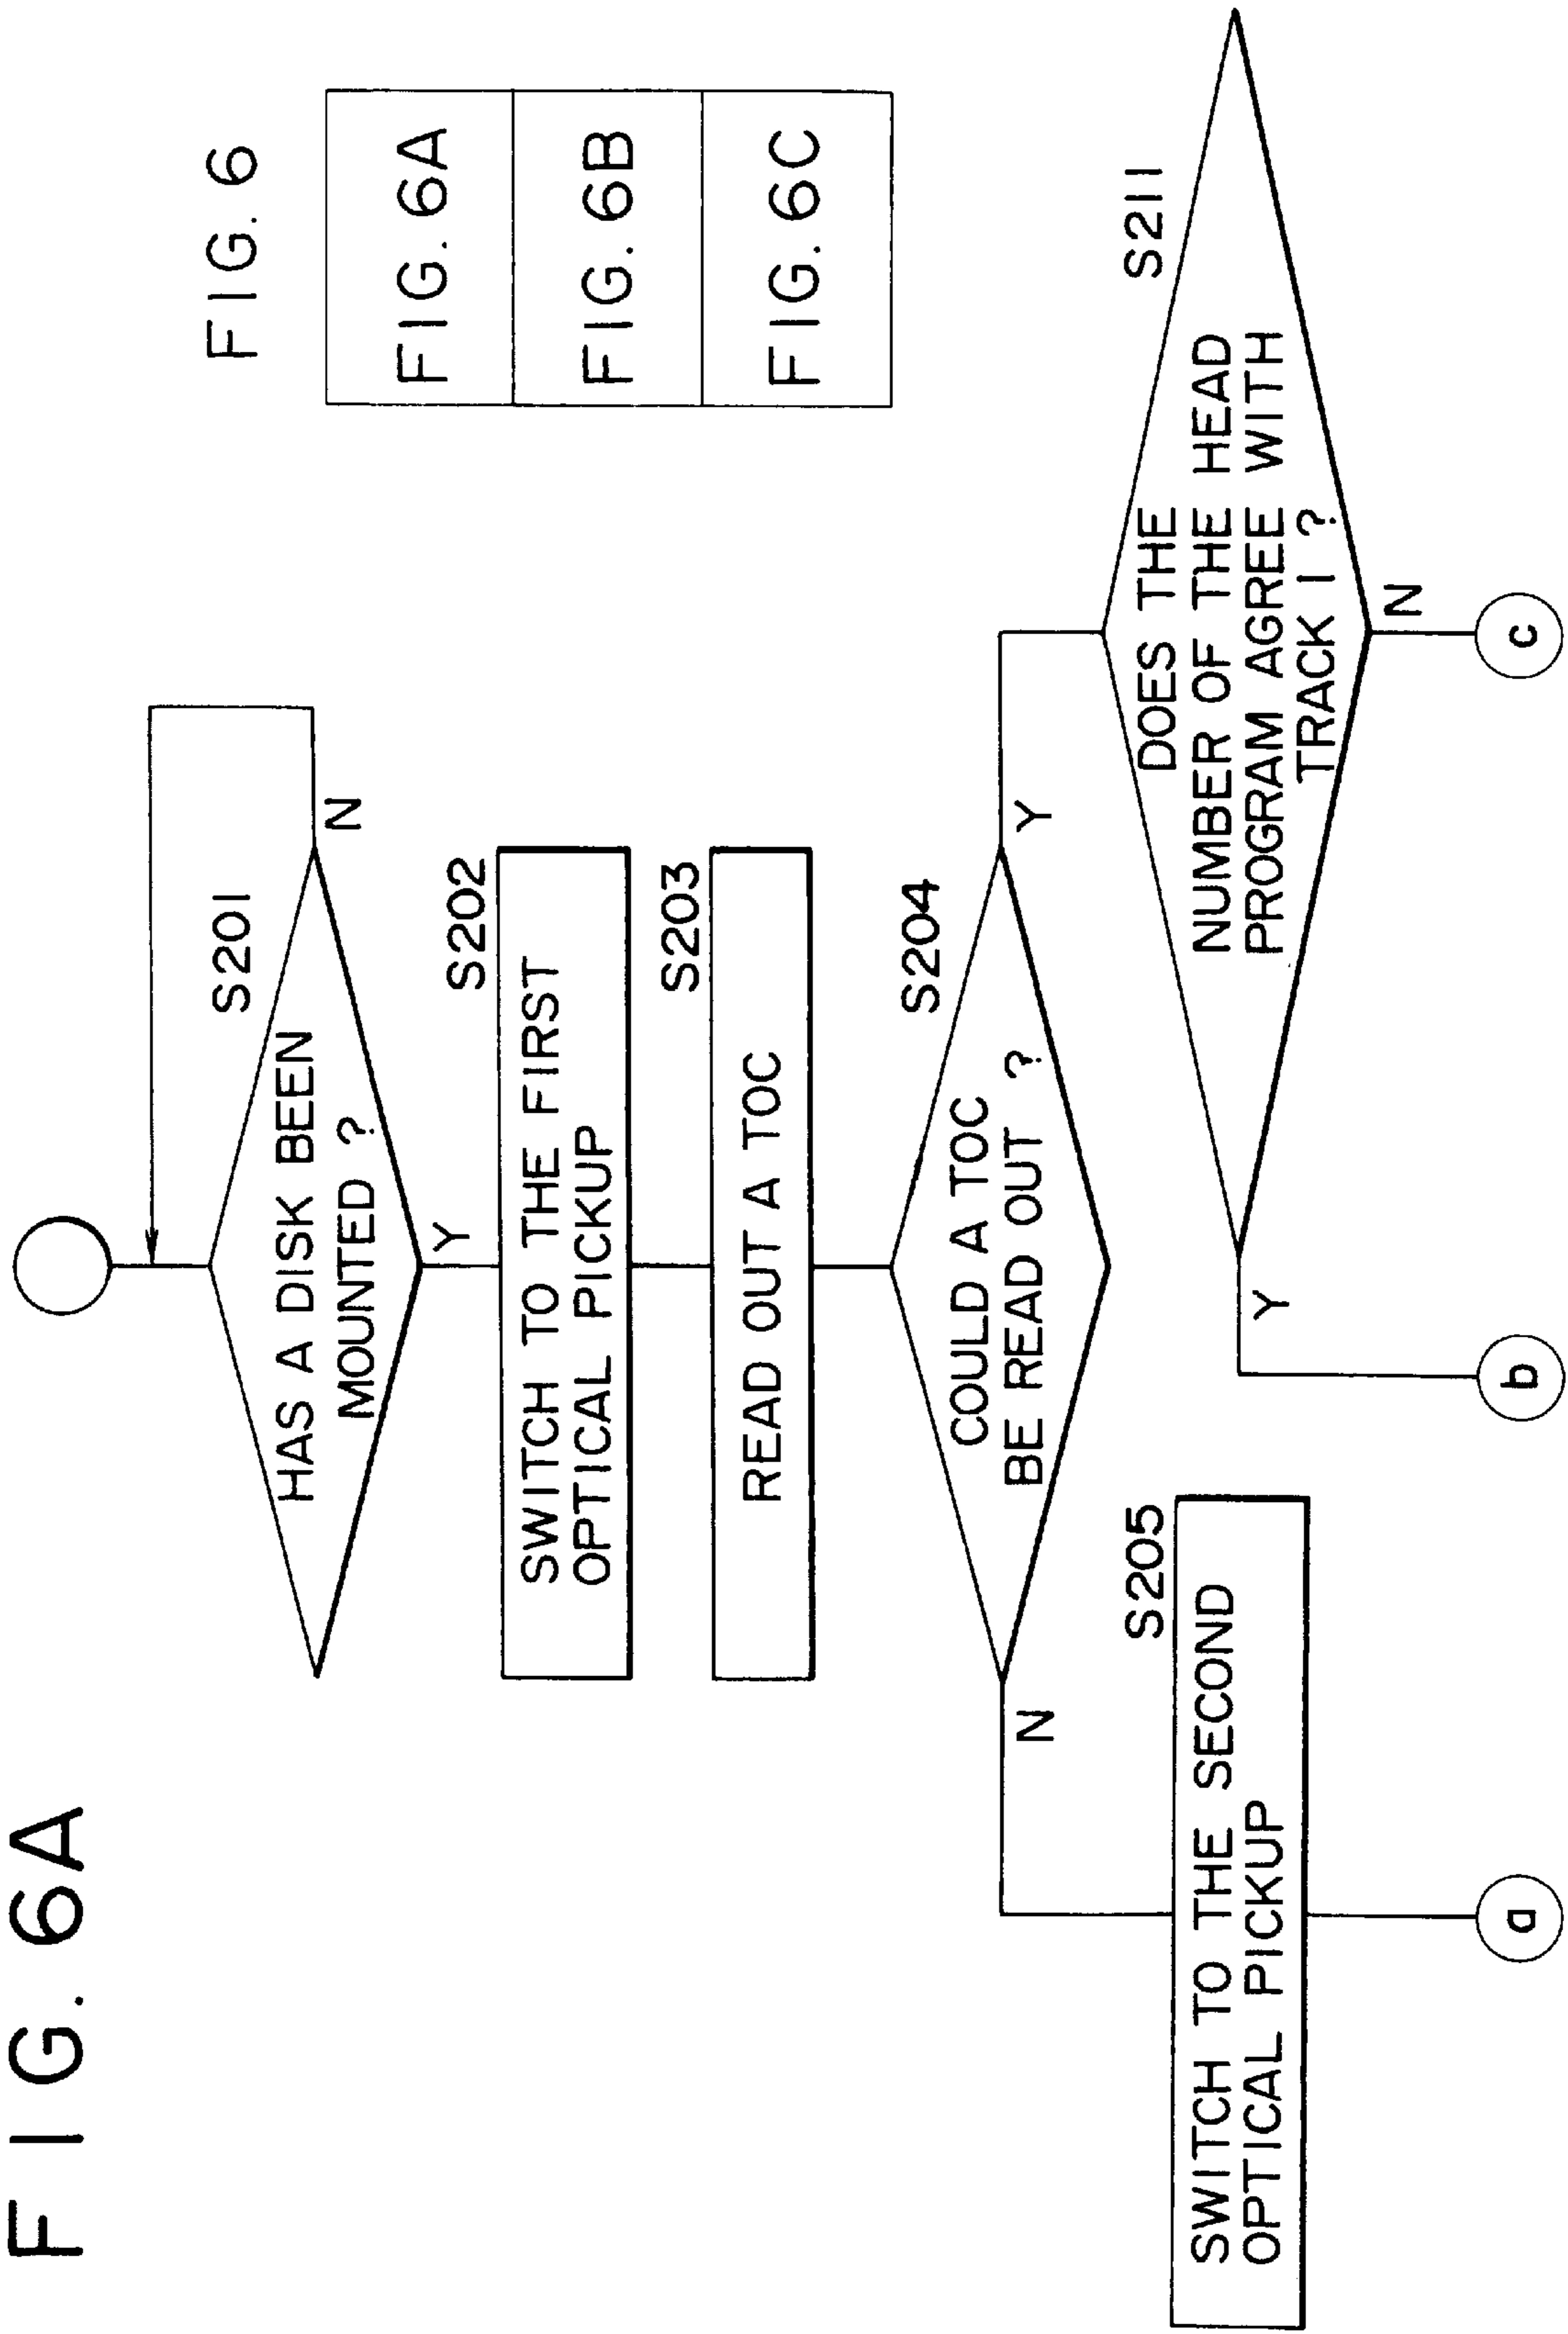 FIG. 6A
FIG. 6
FIG. 6A
FIG. 6B
FIG. 6C
S201
HAS A DISK BEEN
MOUNTED ?
N
Y
S202
SWITCH TO THE FIRST
OPTICAL PICKUP
S203
READ OUT A TOC
S204
COULD A TOC
BE READ OUT ?
N
Y
S205
SWITCH TO THE SECOND
OPTICAL PICKUP
S211
DOES THE
NUMBER OF THE HEAD
PROGRAM AGREE WITH
TRACK 1 ?
Y
N
a
b
c